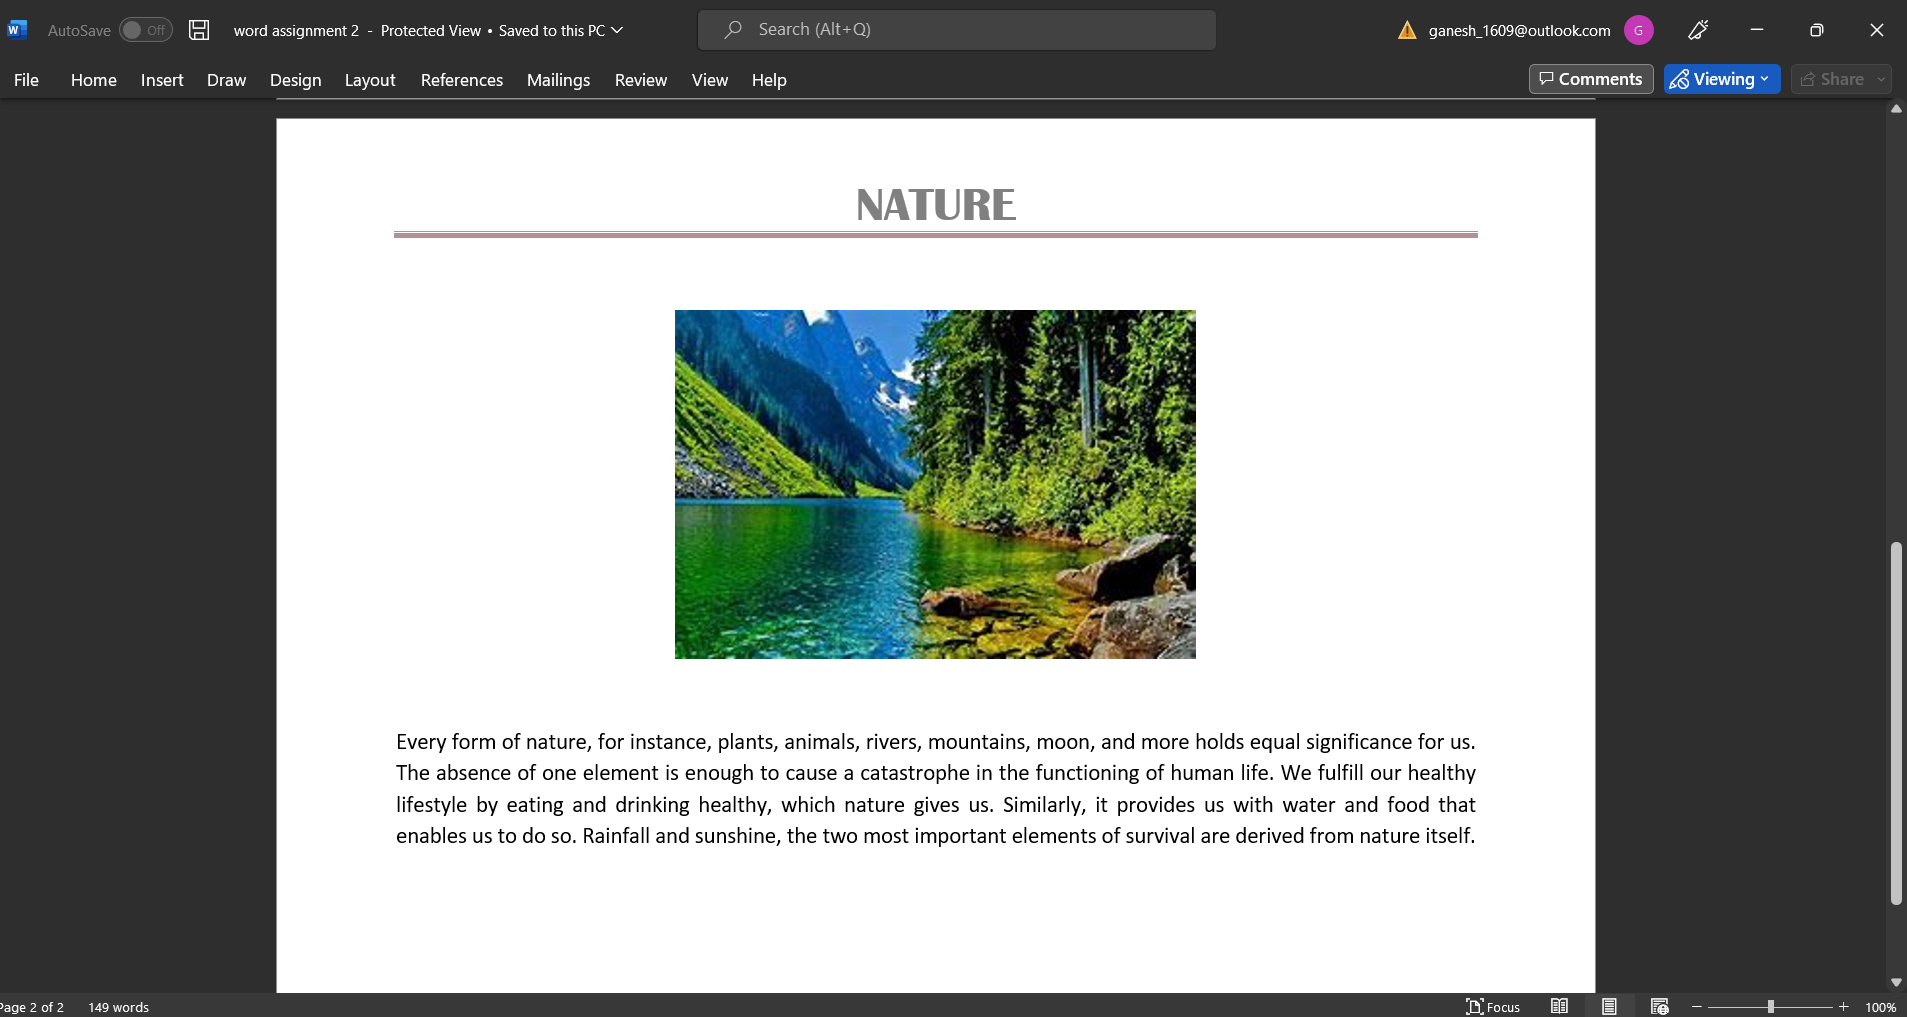 W AutoSave Off word assignment 2 - Protected View • Saved to this PC Search (Alt+Q) ganesh_1609@outlook.com G
File Home Insert Draw Design Layout References Mailings Review View Help Comments Viewing Share
NATURE
Every form of nature, for instance, plants, animals, rivers, mountains, moon, and more holds equal significance for us.
The absence of one element is enough to cause a catastrophe in the functioning of human life. We fulfill our healthy
lifestyle by eating and drinking healthy, which nature gives us. Similarly, it provides us with water and food that
enables us to do so. Rainfall and sunshine, the two most important elements of survival are derived from nature itself.
Page 2 of 2 149 words Focus 100%